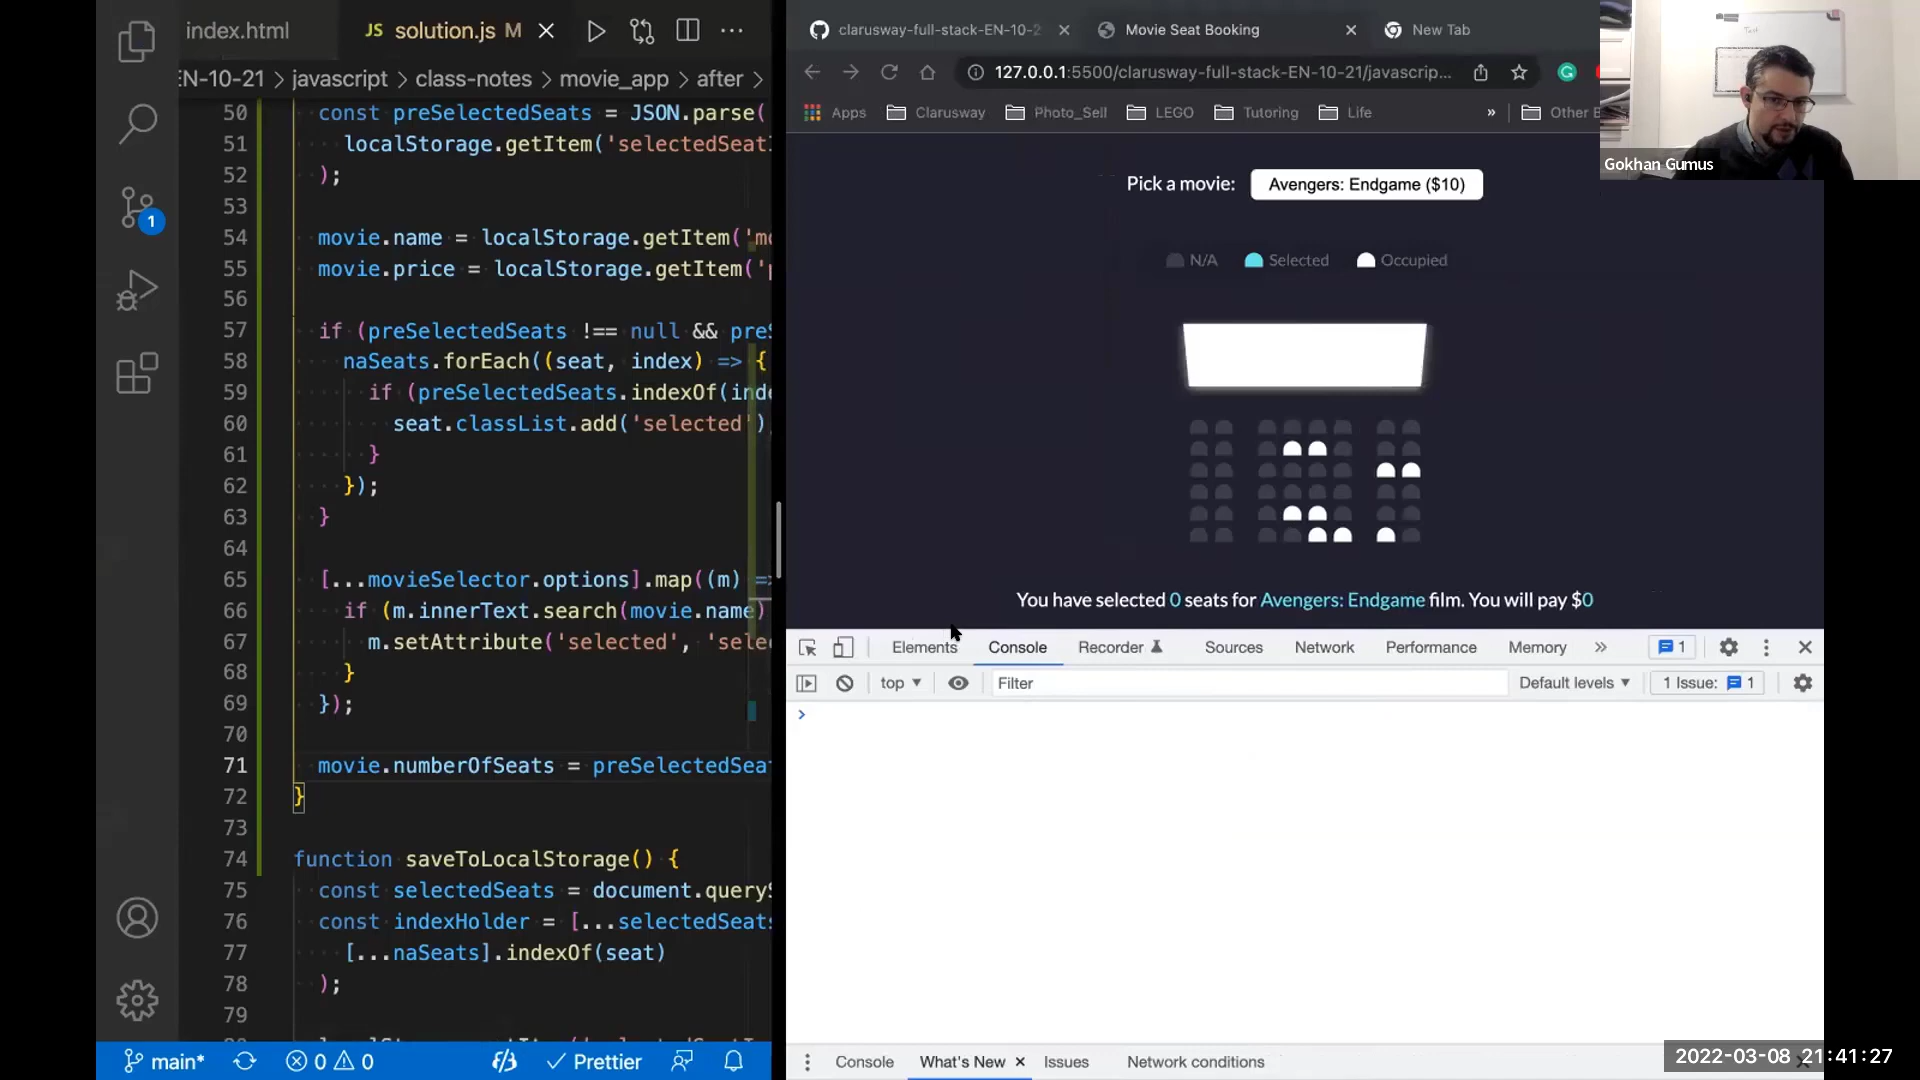 index.html
JS solution.js M
EN-10-21 > javascript > class-notes > movie_app > after >
50 const preSelectedSeats = JSON.parse(
51 localStorage.getItem('selectedSeat
52 );
53
54 movie.name = localStorage.getItem('mo
55 movie.price = localStorage.getItem('p
56
57 if (preSelectedSeats !== null && preS
58 naSeats.forEach((seat, index) => {
59 if (preSelectedSeats.indexOf(inde
60 seat.classList.add('selected')
61 }
62 });
63 }
64
65 [...movieSelector.options].map((m) =>
66 if (m.innerText.search(movie.name)
67 m.setAttribute('selected', 'sele
68 }
69 });
70
71 movie.numberOfSeats = preSelectedSeat
72 }
73
74 function saveToLocalStorage() {
75 const selectedSeats = document.queryS
76 const indexHolder = [...selectedSeats
77 [...naSeats].indexOf(seat)
78 );
79
main* 0 0 Prettier
1
clarusway-full-stack-EN-10-2
Movie Seat Booking
New Tab
127.0.0.1:5500/clarusway-full-stack-EN-10-21/javascrip...
Apps Clarusway Photo_Sell LEGO Tutoring Life » Other B
Gokhan Gumus
Pick a movie: Avengers: Endgame ($10)
N/A Selected Occupied
You have selected 0 seats for Avengers: Endgame film. You will pay $0
Elements Console Recorder Sources Network Performance Memory » 1
top Filter Default levels 1 Issue: 1
Console What's New Issues Network conditions
2022-03-08 21:41:27